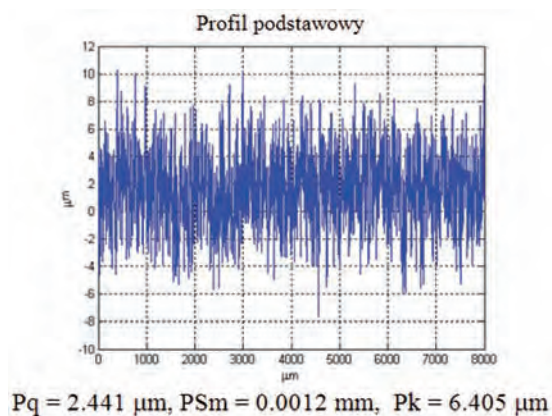 Profil podstawowy
12
10
8
6
4
2
0
-2
-4
-6
-8
-10
μm
0 1000 2000 3000 4000 5000 6000 7000 8000
μm
Pq = 2.441 μm, PSm = 0.0012 mm, Pk = 6.405 μm